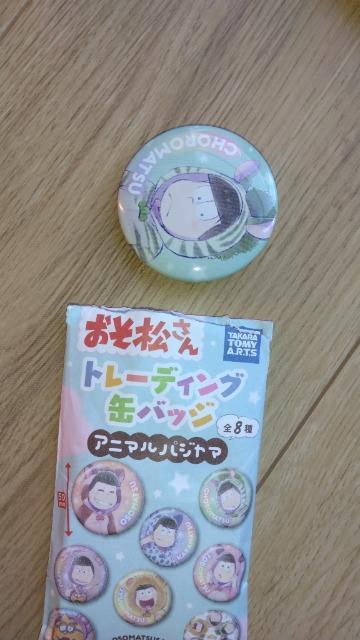 CHOROMATSU
おそ松さん
TAKARA
TOMY
A.R.T.S
トレーディング
缶バッジ
全8種
アニマルパジャマ
CHOROMATSU